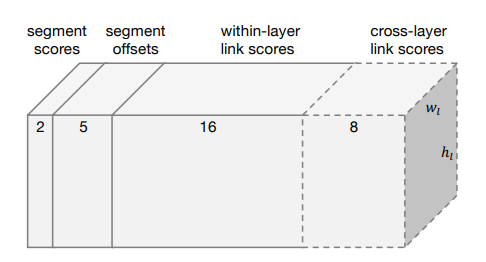 segment scores
segment offsets
within-layer link scores
cross-layer link scores
2
5
16
8
w_l
h_l